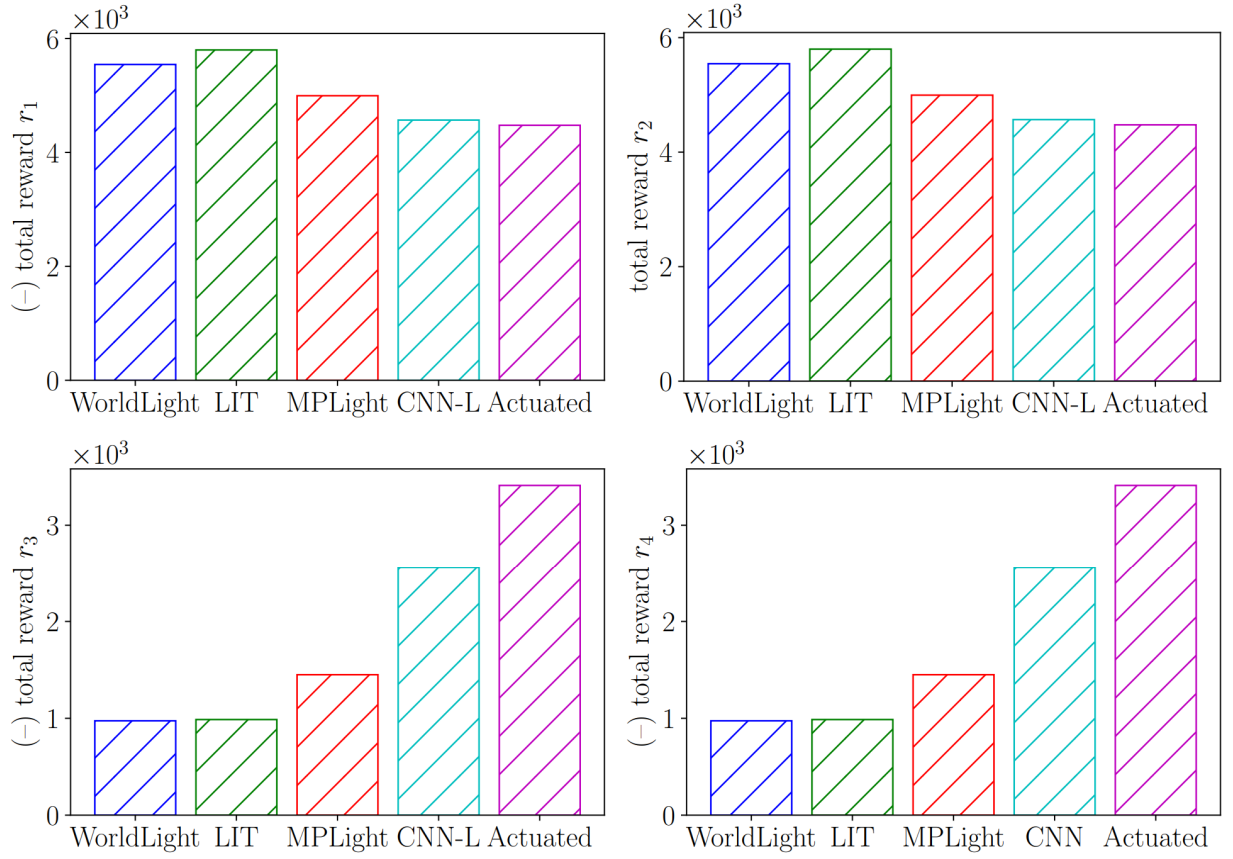 ×10³
(−) total reward r₁
6
4
2
0
WorldLight LIT MPLight CNN-L Actuated
×10³
total reward r₂
6
4
2
0
WorldLight LIT MPLight CNN-L Actuated
×10³
(−) total reward r₃
3
2
1
0
WorldLight LIT MPLight CNN-L Actuated
×10³
(−) total reward r₄
3
2
1
0
WorldLight LIT MPLight CNN Actuated